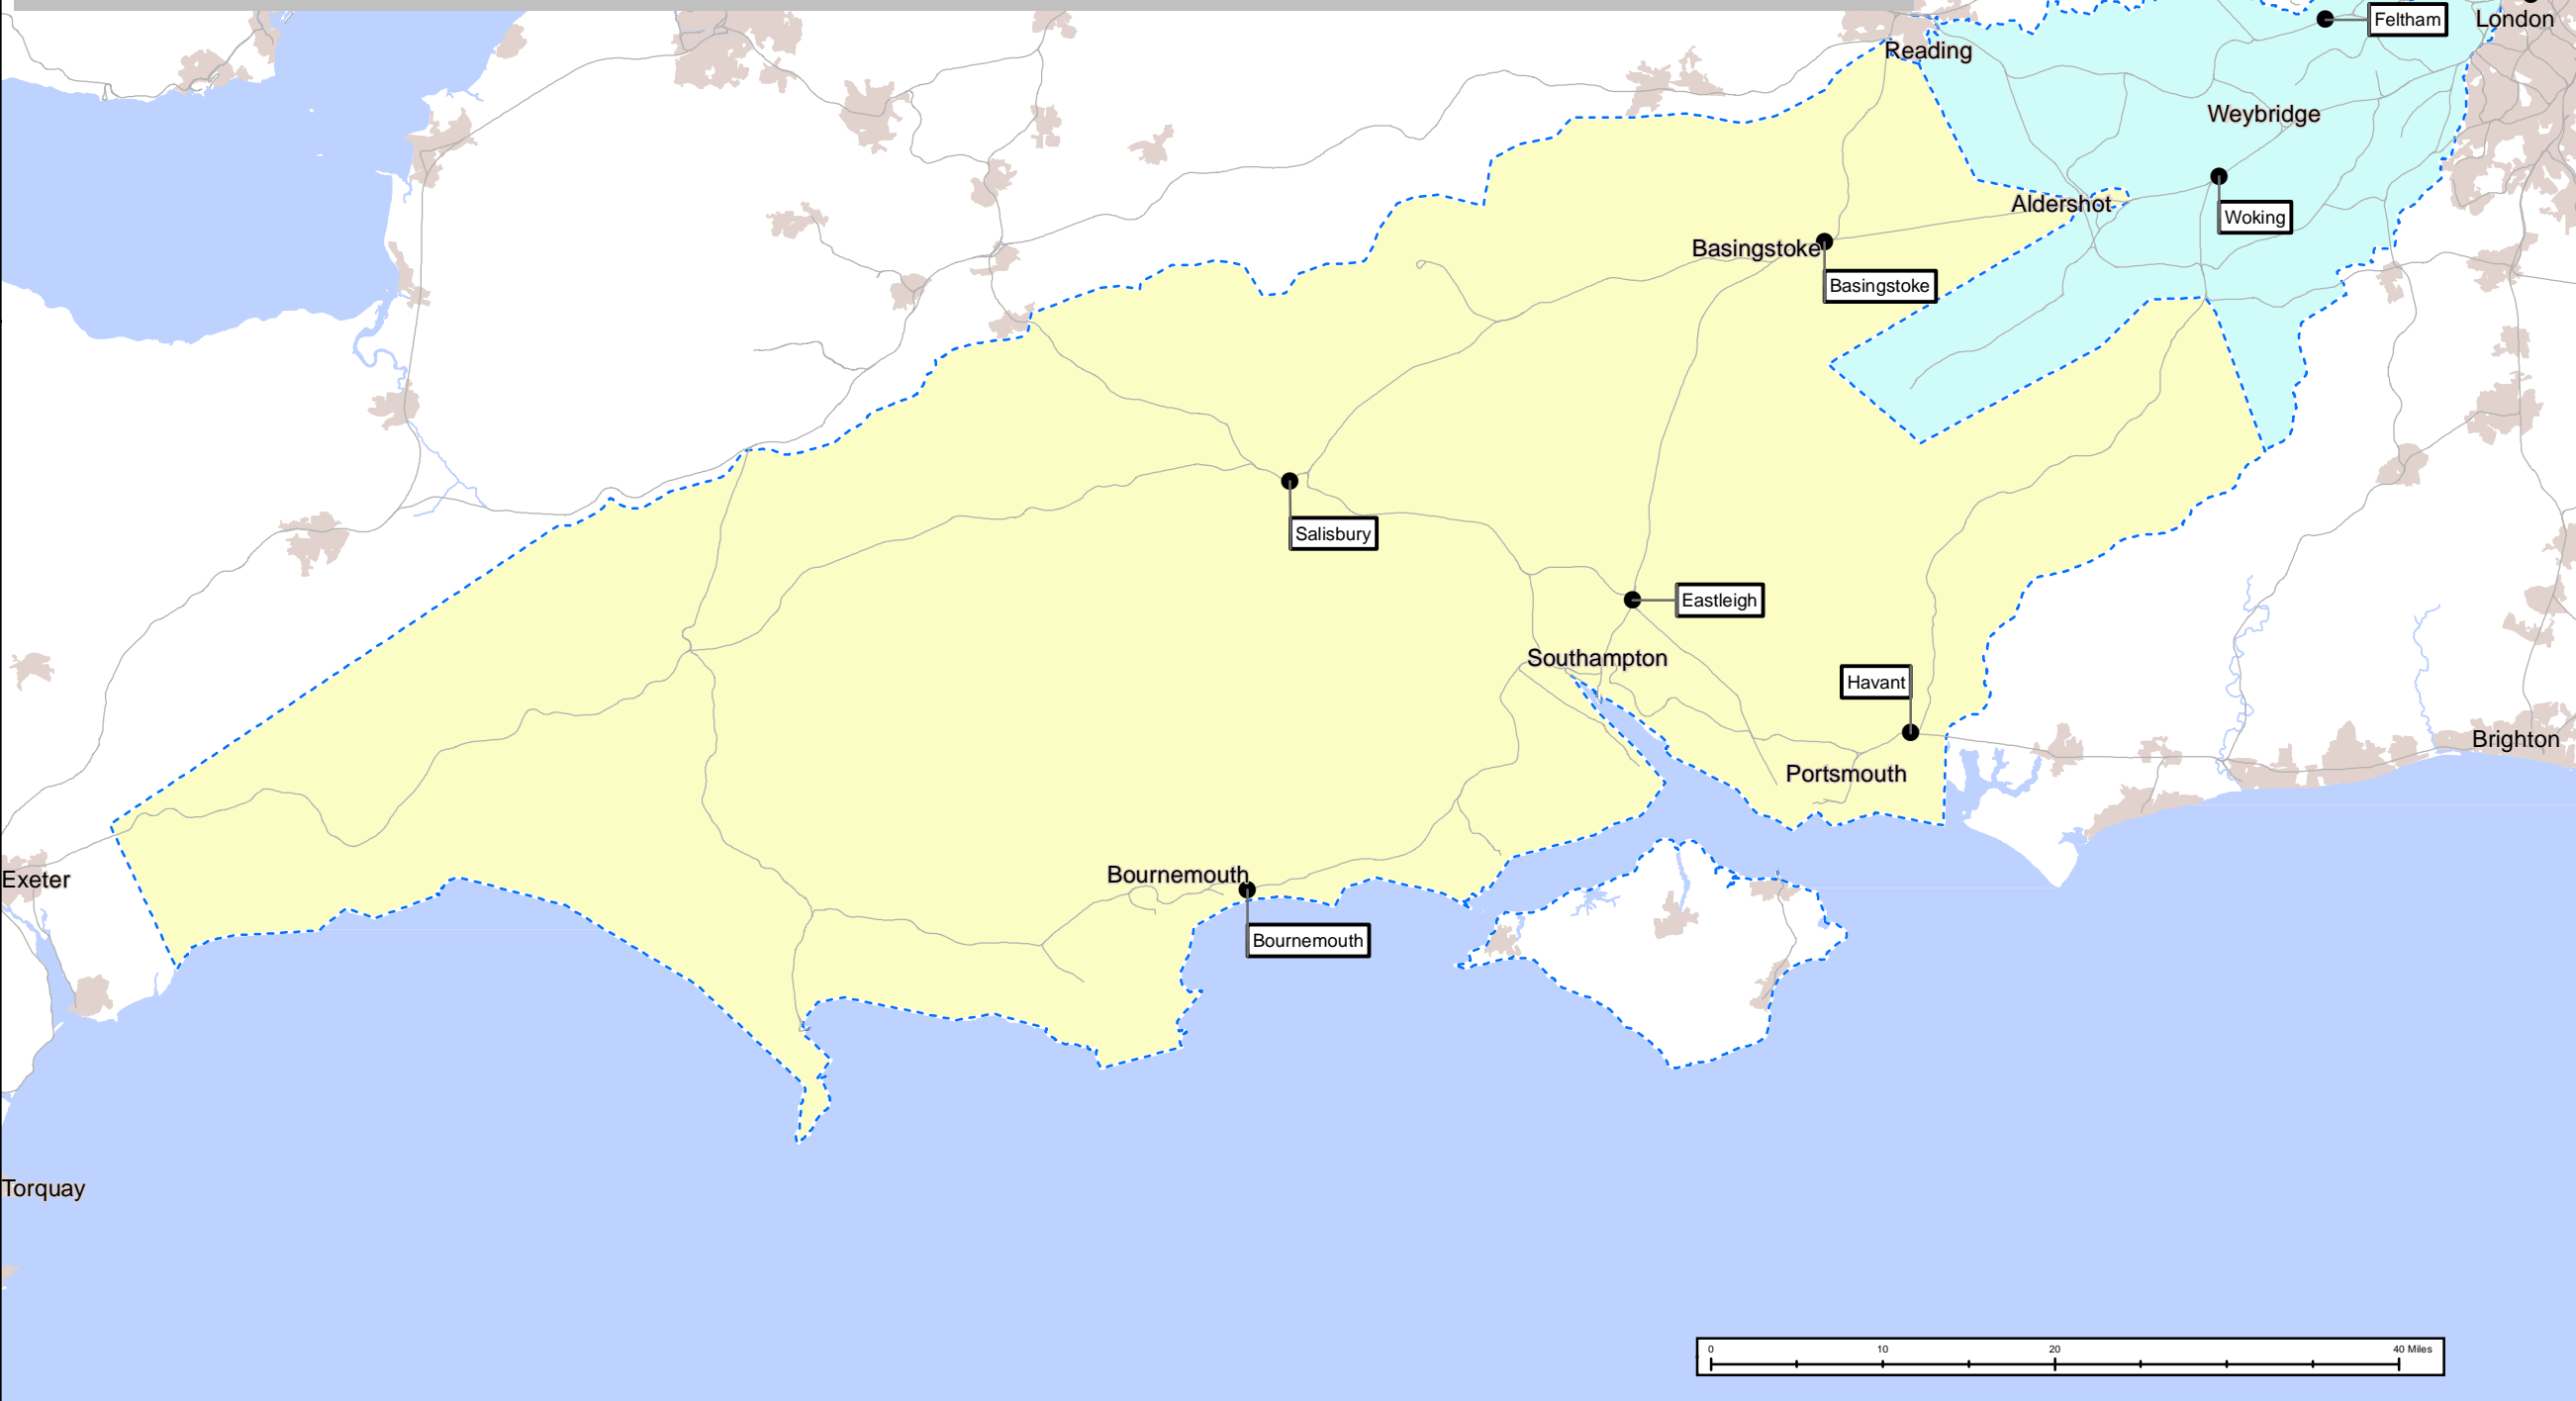 Feltham
London
Reading
Weybridge
Aldershot
Woking
Basingstoke
Basingstoke
Salisbury
Eastleigh
Southampton
Havant
Brighton
Portsmouth
Bournemouth
Exeter
Bournemouth
Torquay
0 10 20 40 Miles